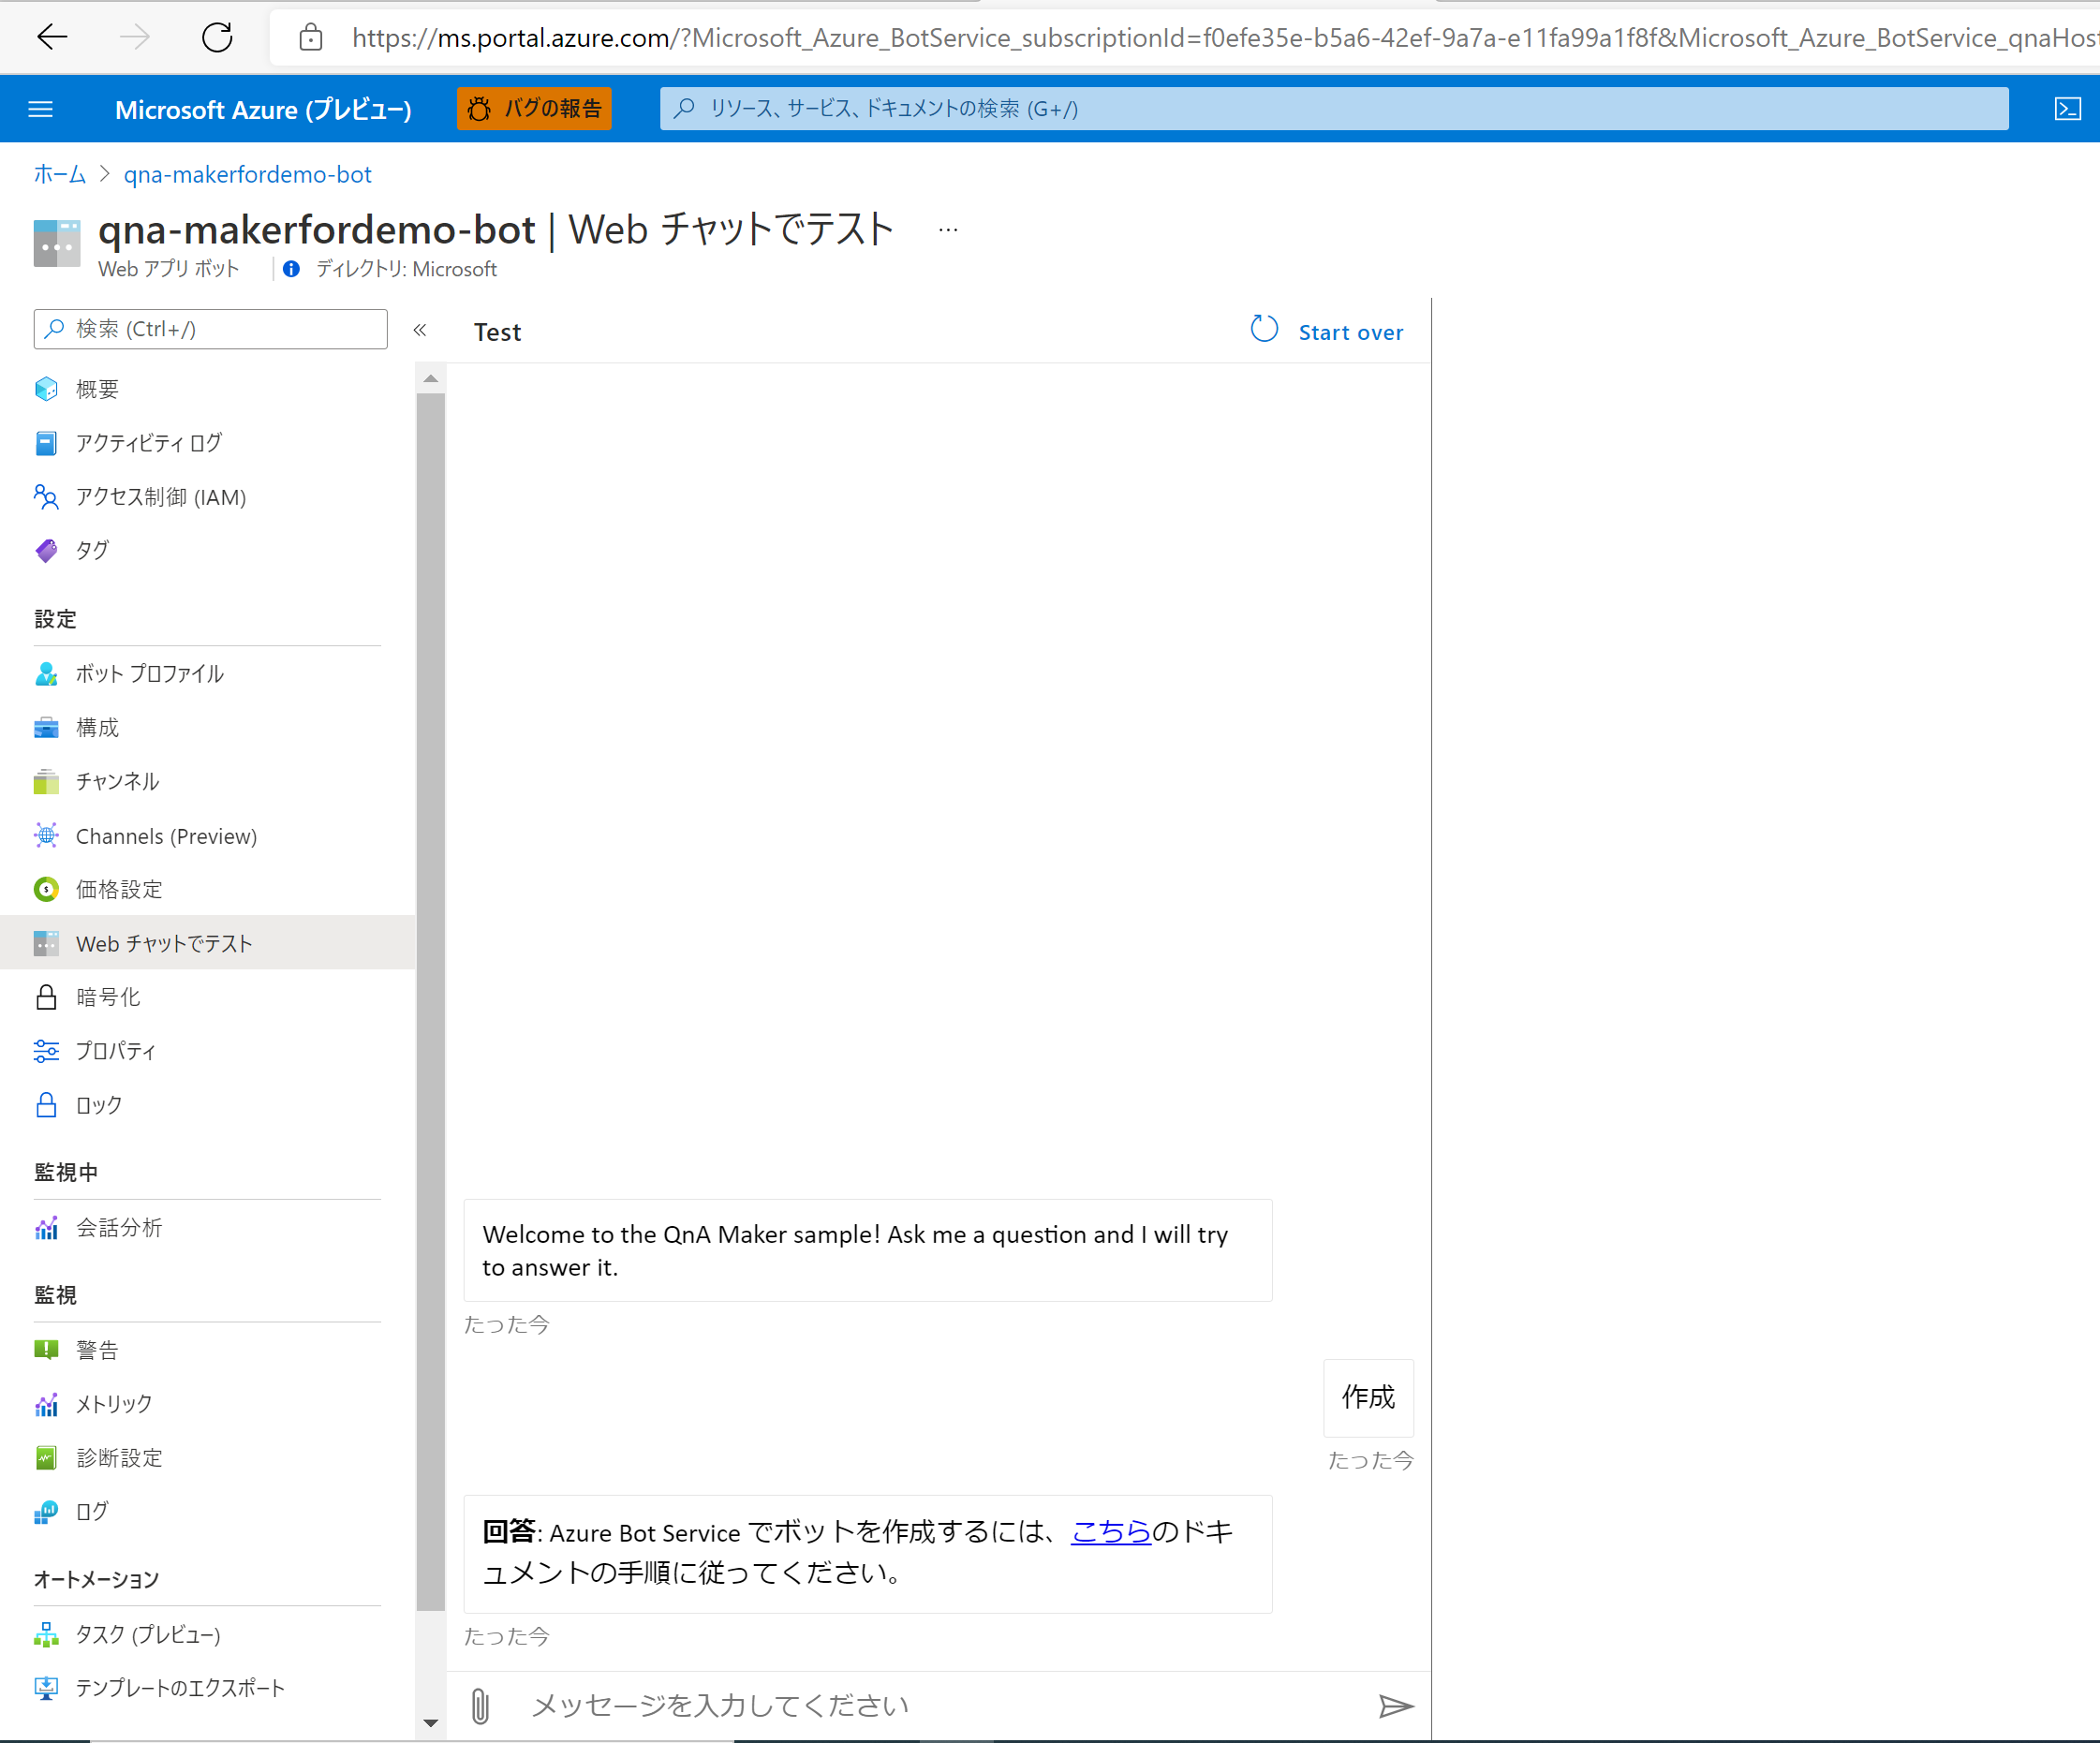 https://ms.portal.azure.com/?Microsoft_Azure_BotService_subscriptionId=f0efe35e-b5a6-42ef-9a7a-e11fa99a1f8f&Microsoft_Azure_BotService_qnaHost
Microsoft Azure (プレビュー)
バグの報告
リソース、サービス、ドキュメントの検索 (G+/)
ホーム > qna-makerfordemo-bot
qna-makerfordemo-bot | Web チャットでテスト ...
Web アプリ ボット
ディレクトリ: Microsoft
検索 (Ctrl+/)
«
概要
アクティビティ ログ
アクセス制御 (IAM)
タグ
設定
ボット プロファイル
構成
チャンネル
Channels (Preview)
価格設定
Web チャットでテスト
暗号化
プロパティ
ロック
監視中
会話分析
監視
警告
メトリック
診断設定
ログ
オートメーション
タスク (プレビュー)
テンプレートのエクスポート
Test
Start over
Welcome to the QnA Maker sample! Ask me a question and I will try
to answer it.
たった今
作成
たった今
回答: Azure Bot Service でボットを作成するには、こちらのドキ
ュメントの手順に従ってください。
たった今
メッセージを入力してください